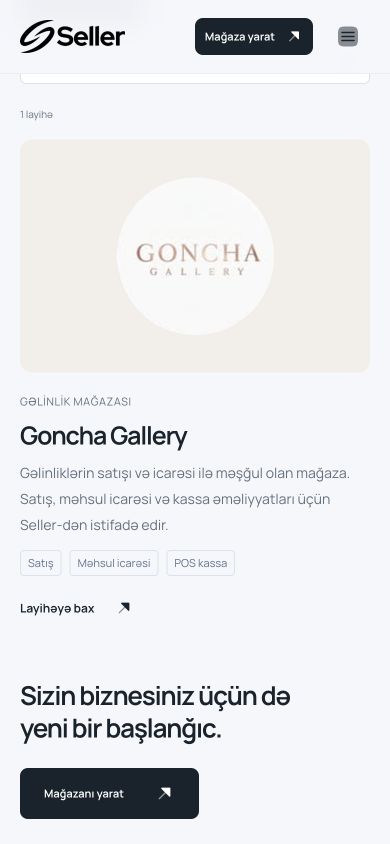 Seller
Mağaza yarat
1 layihə
GONCHA
GALLERY
GƏLİNLİK MAĞAZASI
Goncha Gallery
Gəlinliklərin satışı və icarəsi ilə məşğul olan mağaza.
Satış, məhsul icarəsi və kassa əməliyyatları üçün
Seller-dən istifadə edir.
Satış
Məhsul icarəsi
POS kassa
Layihəyə bax
Sizin biznesiniz üçün də
yeni bir başlanğıc.
Mağazanı yarat